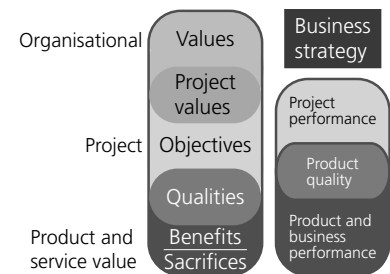 Organisational
Values
Business
strategy
Project
values
Project
performance
Project
Objectives
Product
quality
Qualities
Product and
service value
Benefits
Sacrifices
Product and
business
performance